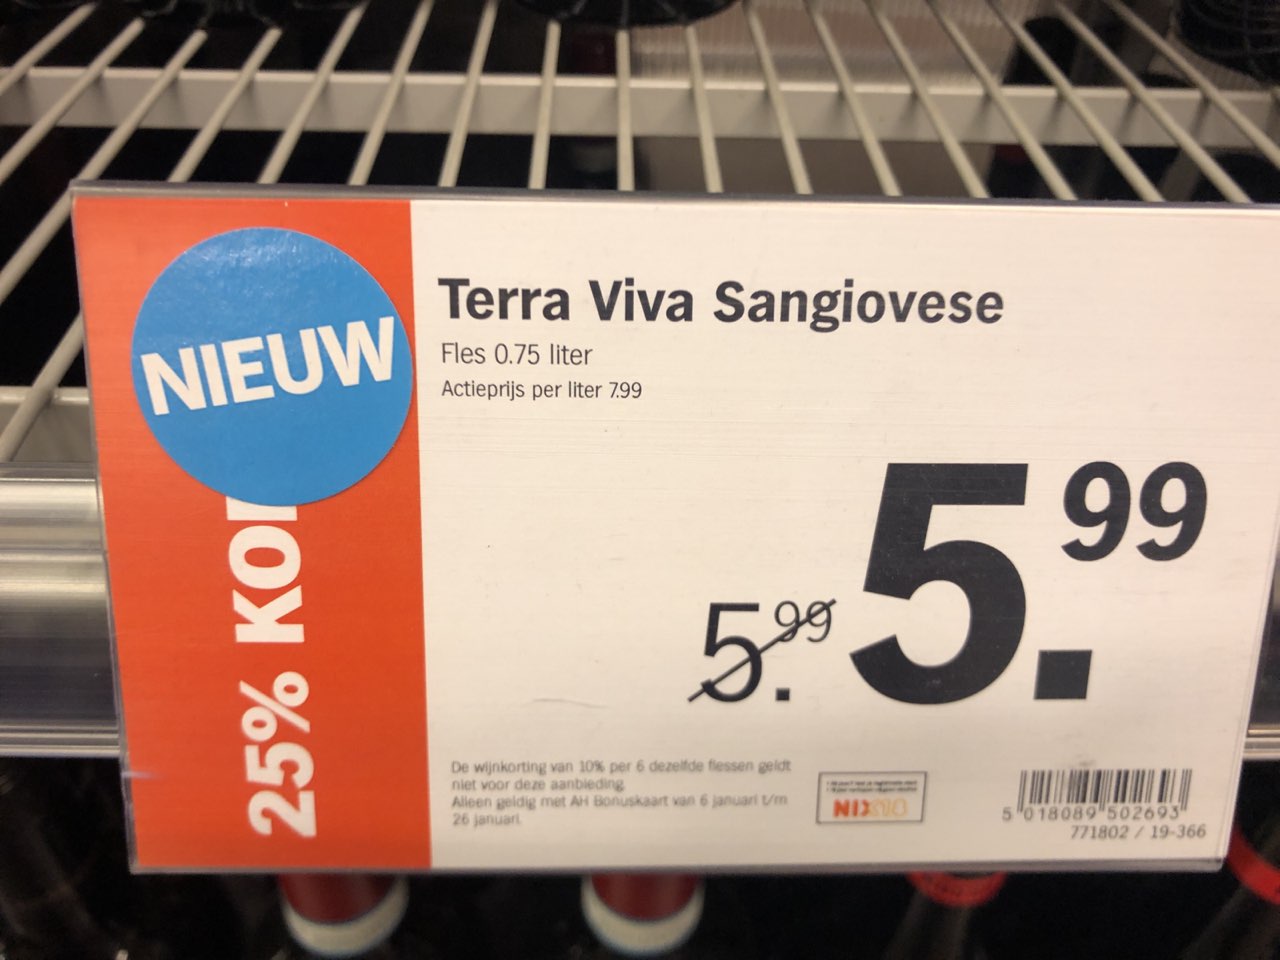 NIEUW
25% KO
Terra Viva Sangiovese
Fles 0.75 liter
Actieprijs per liter 7.99
5.99
5.99
De wijnkorting van 10% per 6 dezelfde flessen geldt
niet voor deze aanbieding.
Alleen geldig met AH Bonuskaart van 6 januari t/m
26 januari.
NIX18
5 018089 502693
771802 / 19-366